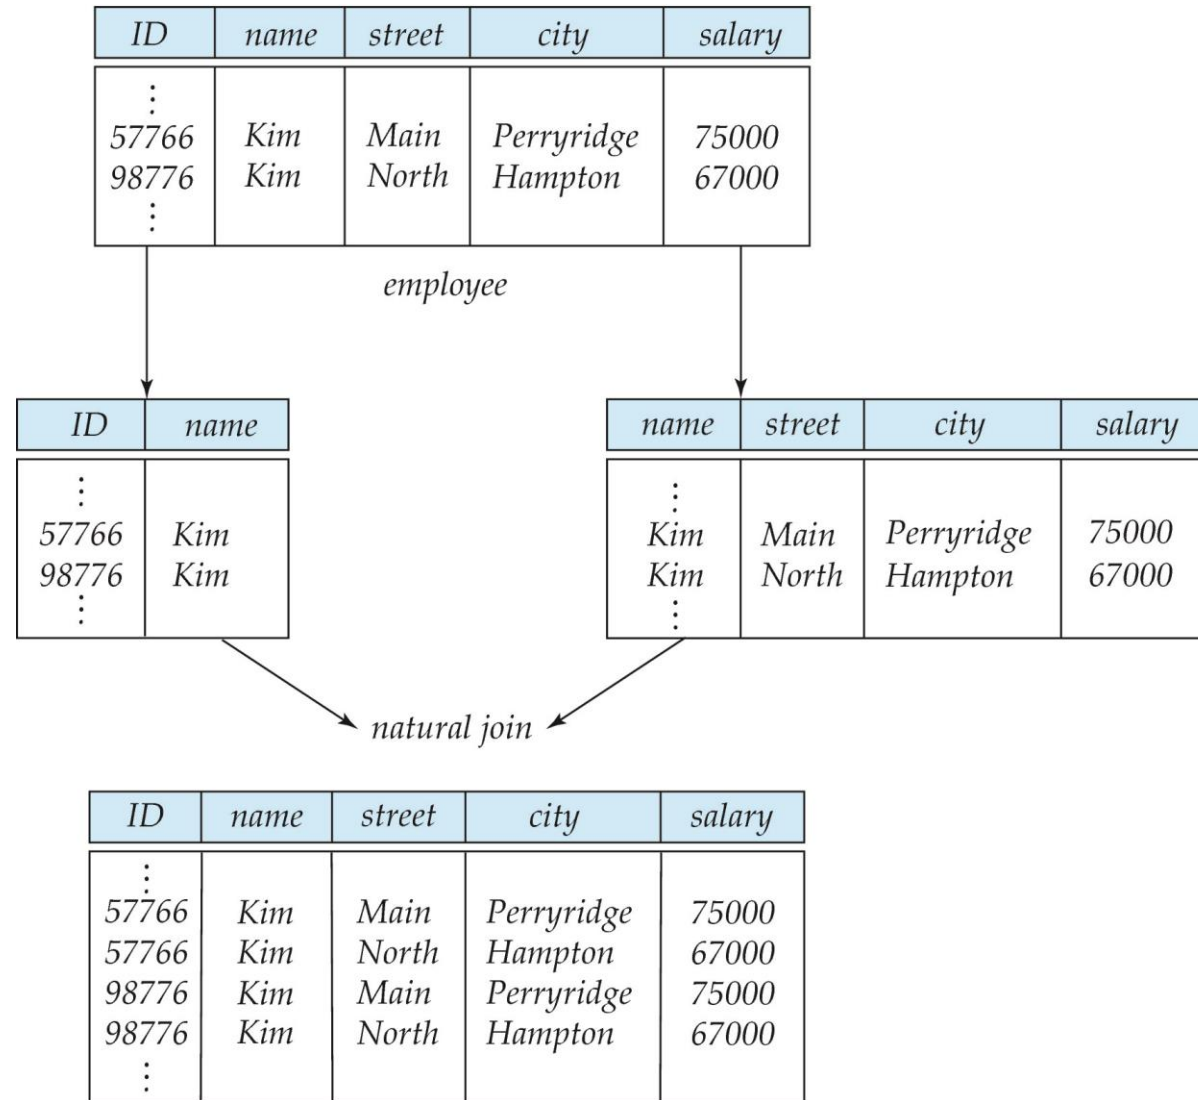 ID name street city salary
⋮
57766 Kim Main Perryridge 75000
98776 Kim North Hampton 67000
⋮
employee
ID name
⋮
57766 Kim
98776 Kim
⋮
name street city salary
⋮
Kim Main Perryridge 75000
Kim North Hampton 67000
⋮
natural join
ID name street city salary
⋮
57766 Kim Main Perryridge 75000
57766 Kim North Hampton 67000
98776 Kim Main Perryridge 75000
98776 Kim North Hampton 67000
⋮